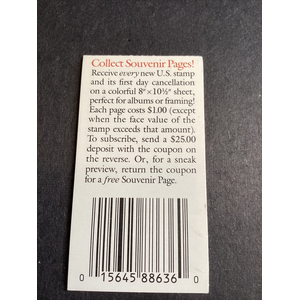 Collect Souvenir Pages!
Receive every new U.S. stamp
and its first day cancellation
on a colorful 8" × 10½" sheet,
perfect for albums or framing!
Each page costs $1.00 (except
when the face value of the
stamp exceeds that amount).
To subscribe, send a $25.00
deposit with the coupon on
the reverse. Or, for a sneak
preview, return the coupon
for a free Souvenir Page.
0 15645 88636 0